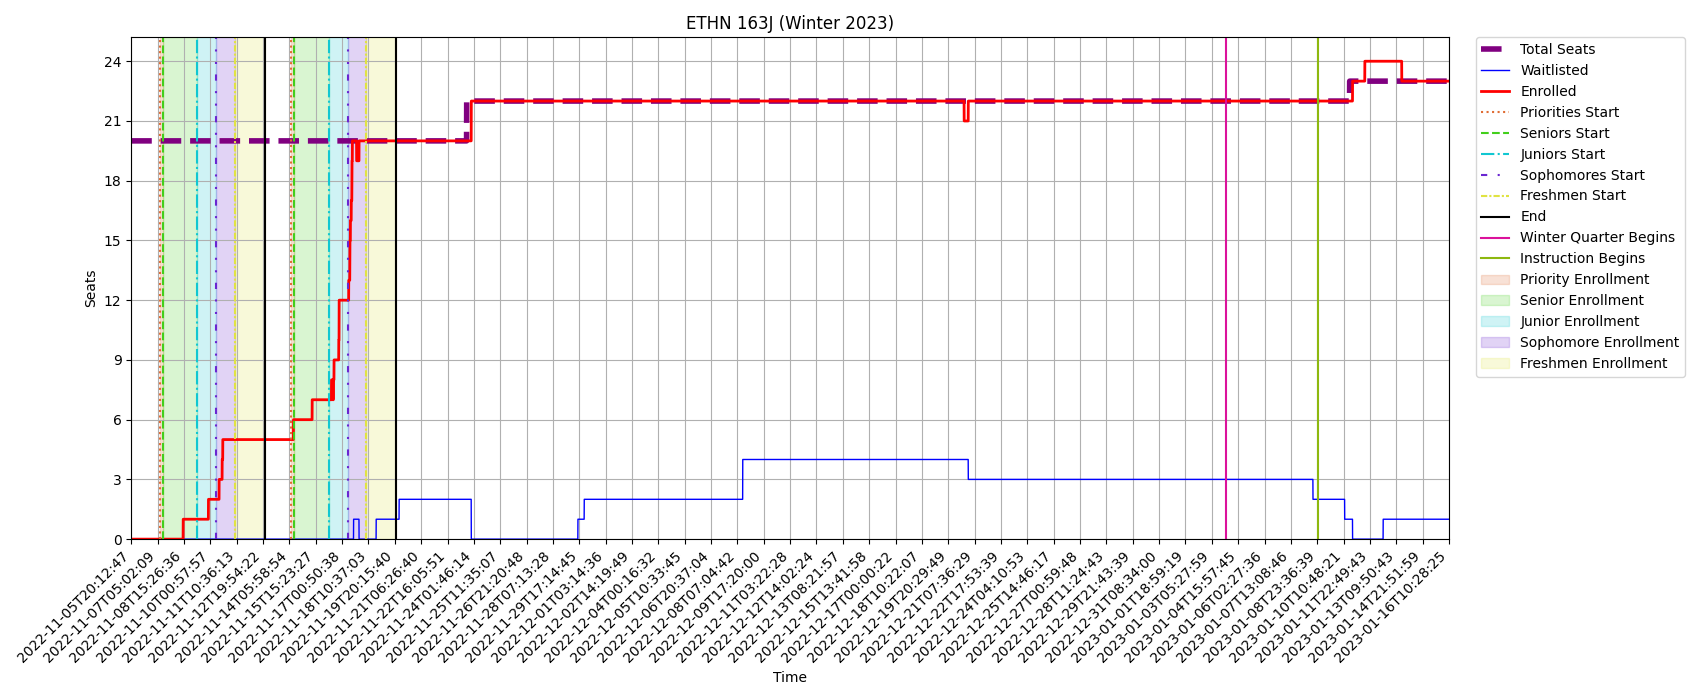 ETHN 163J (Winter 2023)
24
21
18
15
12
9
6
3
0
Seats
2022-11-05T20:12:47
2022-11-07T05:02:09
2022-11-08T15:26:36
2022-11-10T00:57:57
2022-11-11T10:36:13
2022-11-12T19:54:22
2022-11-14T05:58:54
2022-11-15T15:23:27
2022-11-17T00:50:38
2022-11-18T10:37:03
2022-11-19T20:15:40
2022-11-21T06:26:40
2022-11-22T16:05:51
2022-11-24T01:46:14
2022-11-25T11:35:07
2022-11-26T21:20:48
2022-11-28T07:13:28
2022-11-29T17:14:45
2022-12-01T03:14:36
2022-12-02T14:19:49
2022-12-04T00:16:32
2022-12-05T10:33:45
2022-12-06T20:37:04
2022-12-08T07:04:42
2022-12-09T17:20:00
2022-12-11T03:22:28
2022-12-12T14:02:24
2022-12-13T08:21:57
2022-12-15T13:41:58
2022-12-17T00:00:22
2022-12-18T10:22:07
2022-12-19T20:29:49
2022-12-21T07:36:23
2022-12-22T17:53:39
2022-12-24T04:10:53
2022-12-25T14:46:17
2022-12-27T00:59:48
2022-12-28T11:24:43
2022-12-29T21:43:39
2022-12-31T08:34:00
2023-01-01T18:59:19
2023-01-03T05:27:59
2023-01-04T15:57:45
2023-01-06T02:27:36
2023-01-07T13:08:46
2023-01-08T23:36:39
2023-01-10T10:48:21
2023-01-11T22:49:43
2023-01-13T09:50:43
2023-01-14T21:51:59
2023-01-16T10:28:25
Time
Total Seats
Waitlisted
Enrolled
Priorities Start
Seniors Start
Juniors Start
Sophomores Start
Freshmen Start
End
Winter Quarter Begins
Instruction Begins
Priority Enrollment
Senior Enrollment
Junior Enrollment
Sophomore Enrollment
Freshmen Enrollment